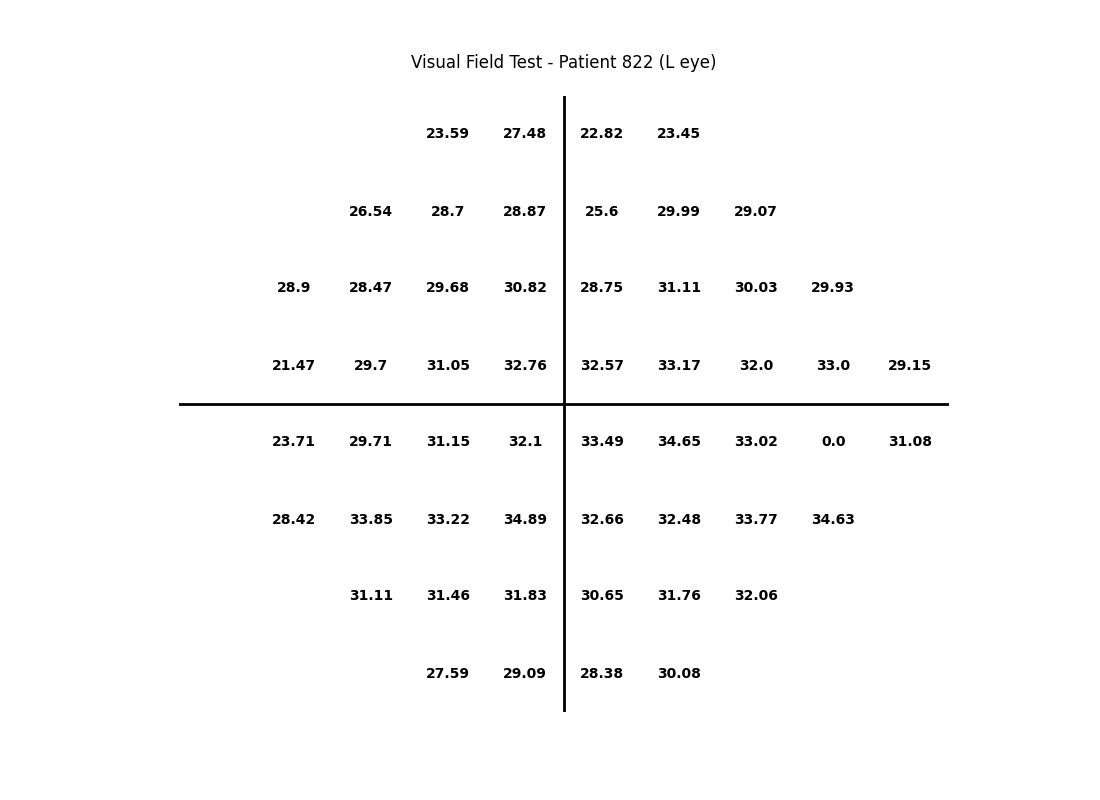 Visual Field Test - Patient 822 (L eye)
23.59 27.48 22.82 23.45
26.54 28.7 28.87 25.6 29.99 29.07
28.9 28.47 29.68 30.82 28.75 31.11 30.03 29.93
21.47 29.7 31.05 32.76 32.57 33.17 32.0 33.0 29.15
23.71 29.71 31.15 32.1 33.49 34.65 33.02 0.0 31.08
28.42 33.85 33.22 34.89 32.66 32.48 33.77 34.63
31.11 31.46 31.83 30.65 31.76 32.06
27.59 29.09 28.38 30.08